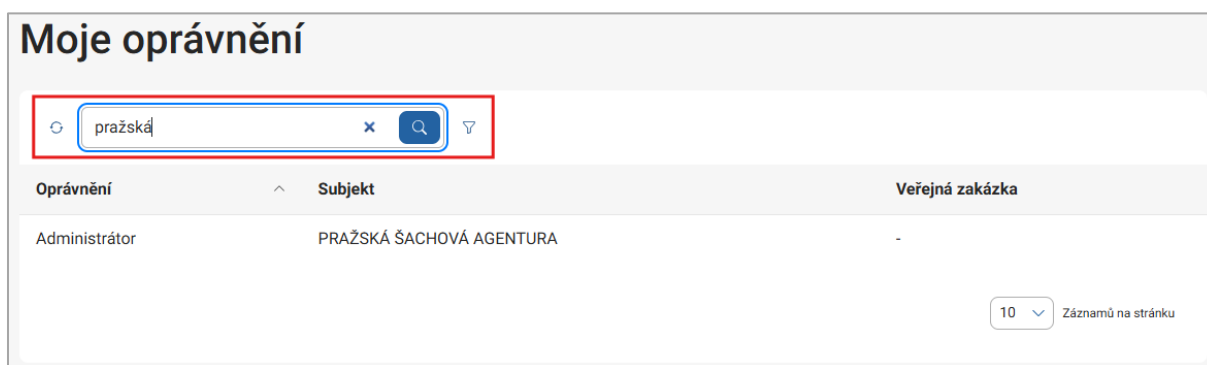 Moje oprávnění
pražská
Oprávnění Subjekt Veřejná zakázka
Administrátor PRAŽSKÁ ŠACHOVÁ AGENTURA -
10 Záznamů na stránku